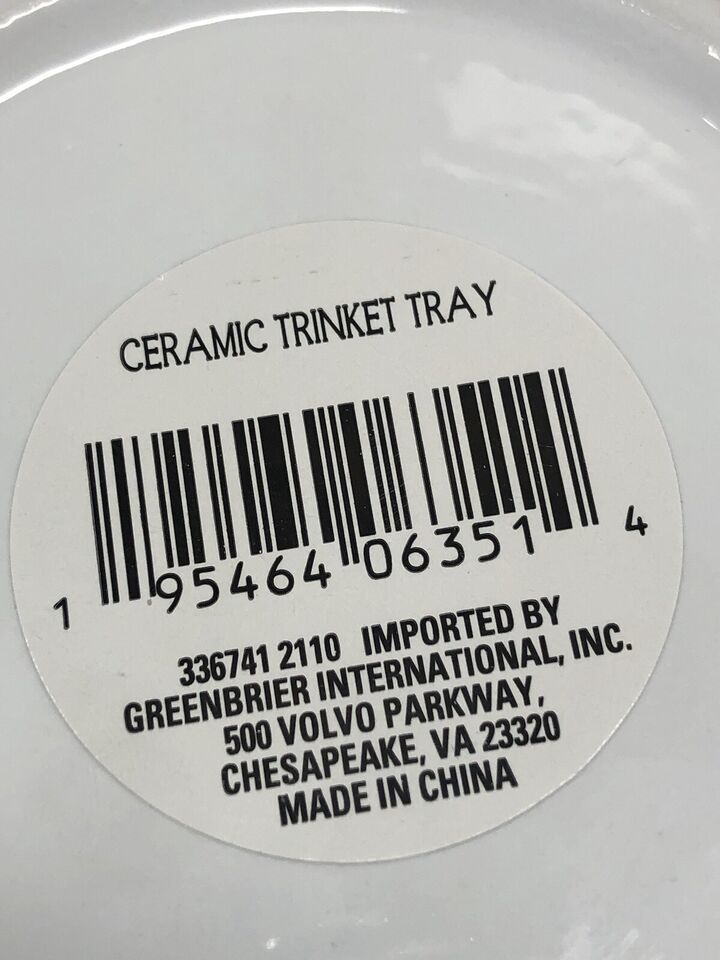 CERAMIC TRINKET TRAY
1 95464 06351 4
336741 2110 IMPORTED BY
GREENBRIER INTERNATIONAL, INC.
500 VOLVO PARKWAY,
CHESAPEAKE, VA 23320
MADE IN CHINA